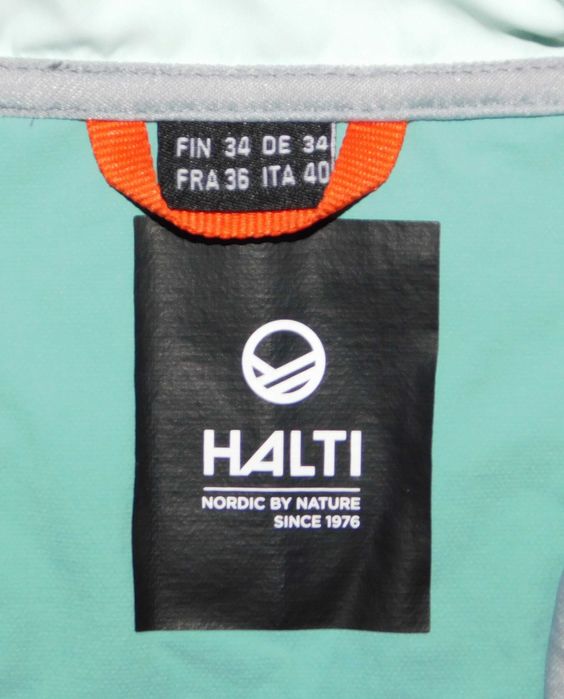 FIN 34 DE 34
FRA 36 ITA 40
HALTI
NORDIC BY NATURE
SINCE 1976